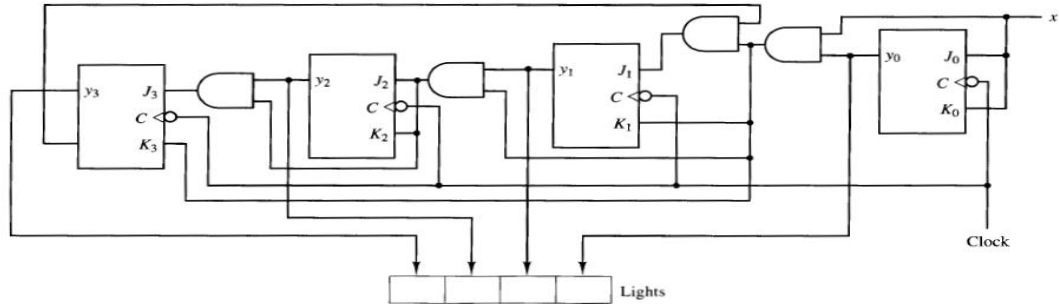 x
y3 J3 C K3
y2 J2 C K2
y1 J1 C K1
y0 J0 C K0
Clock
Lights